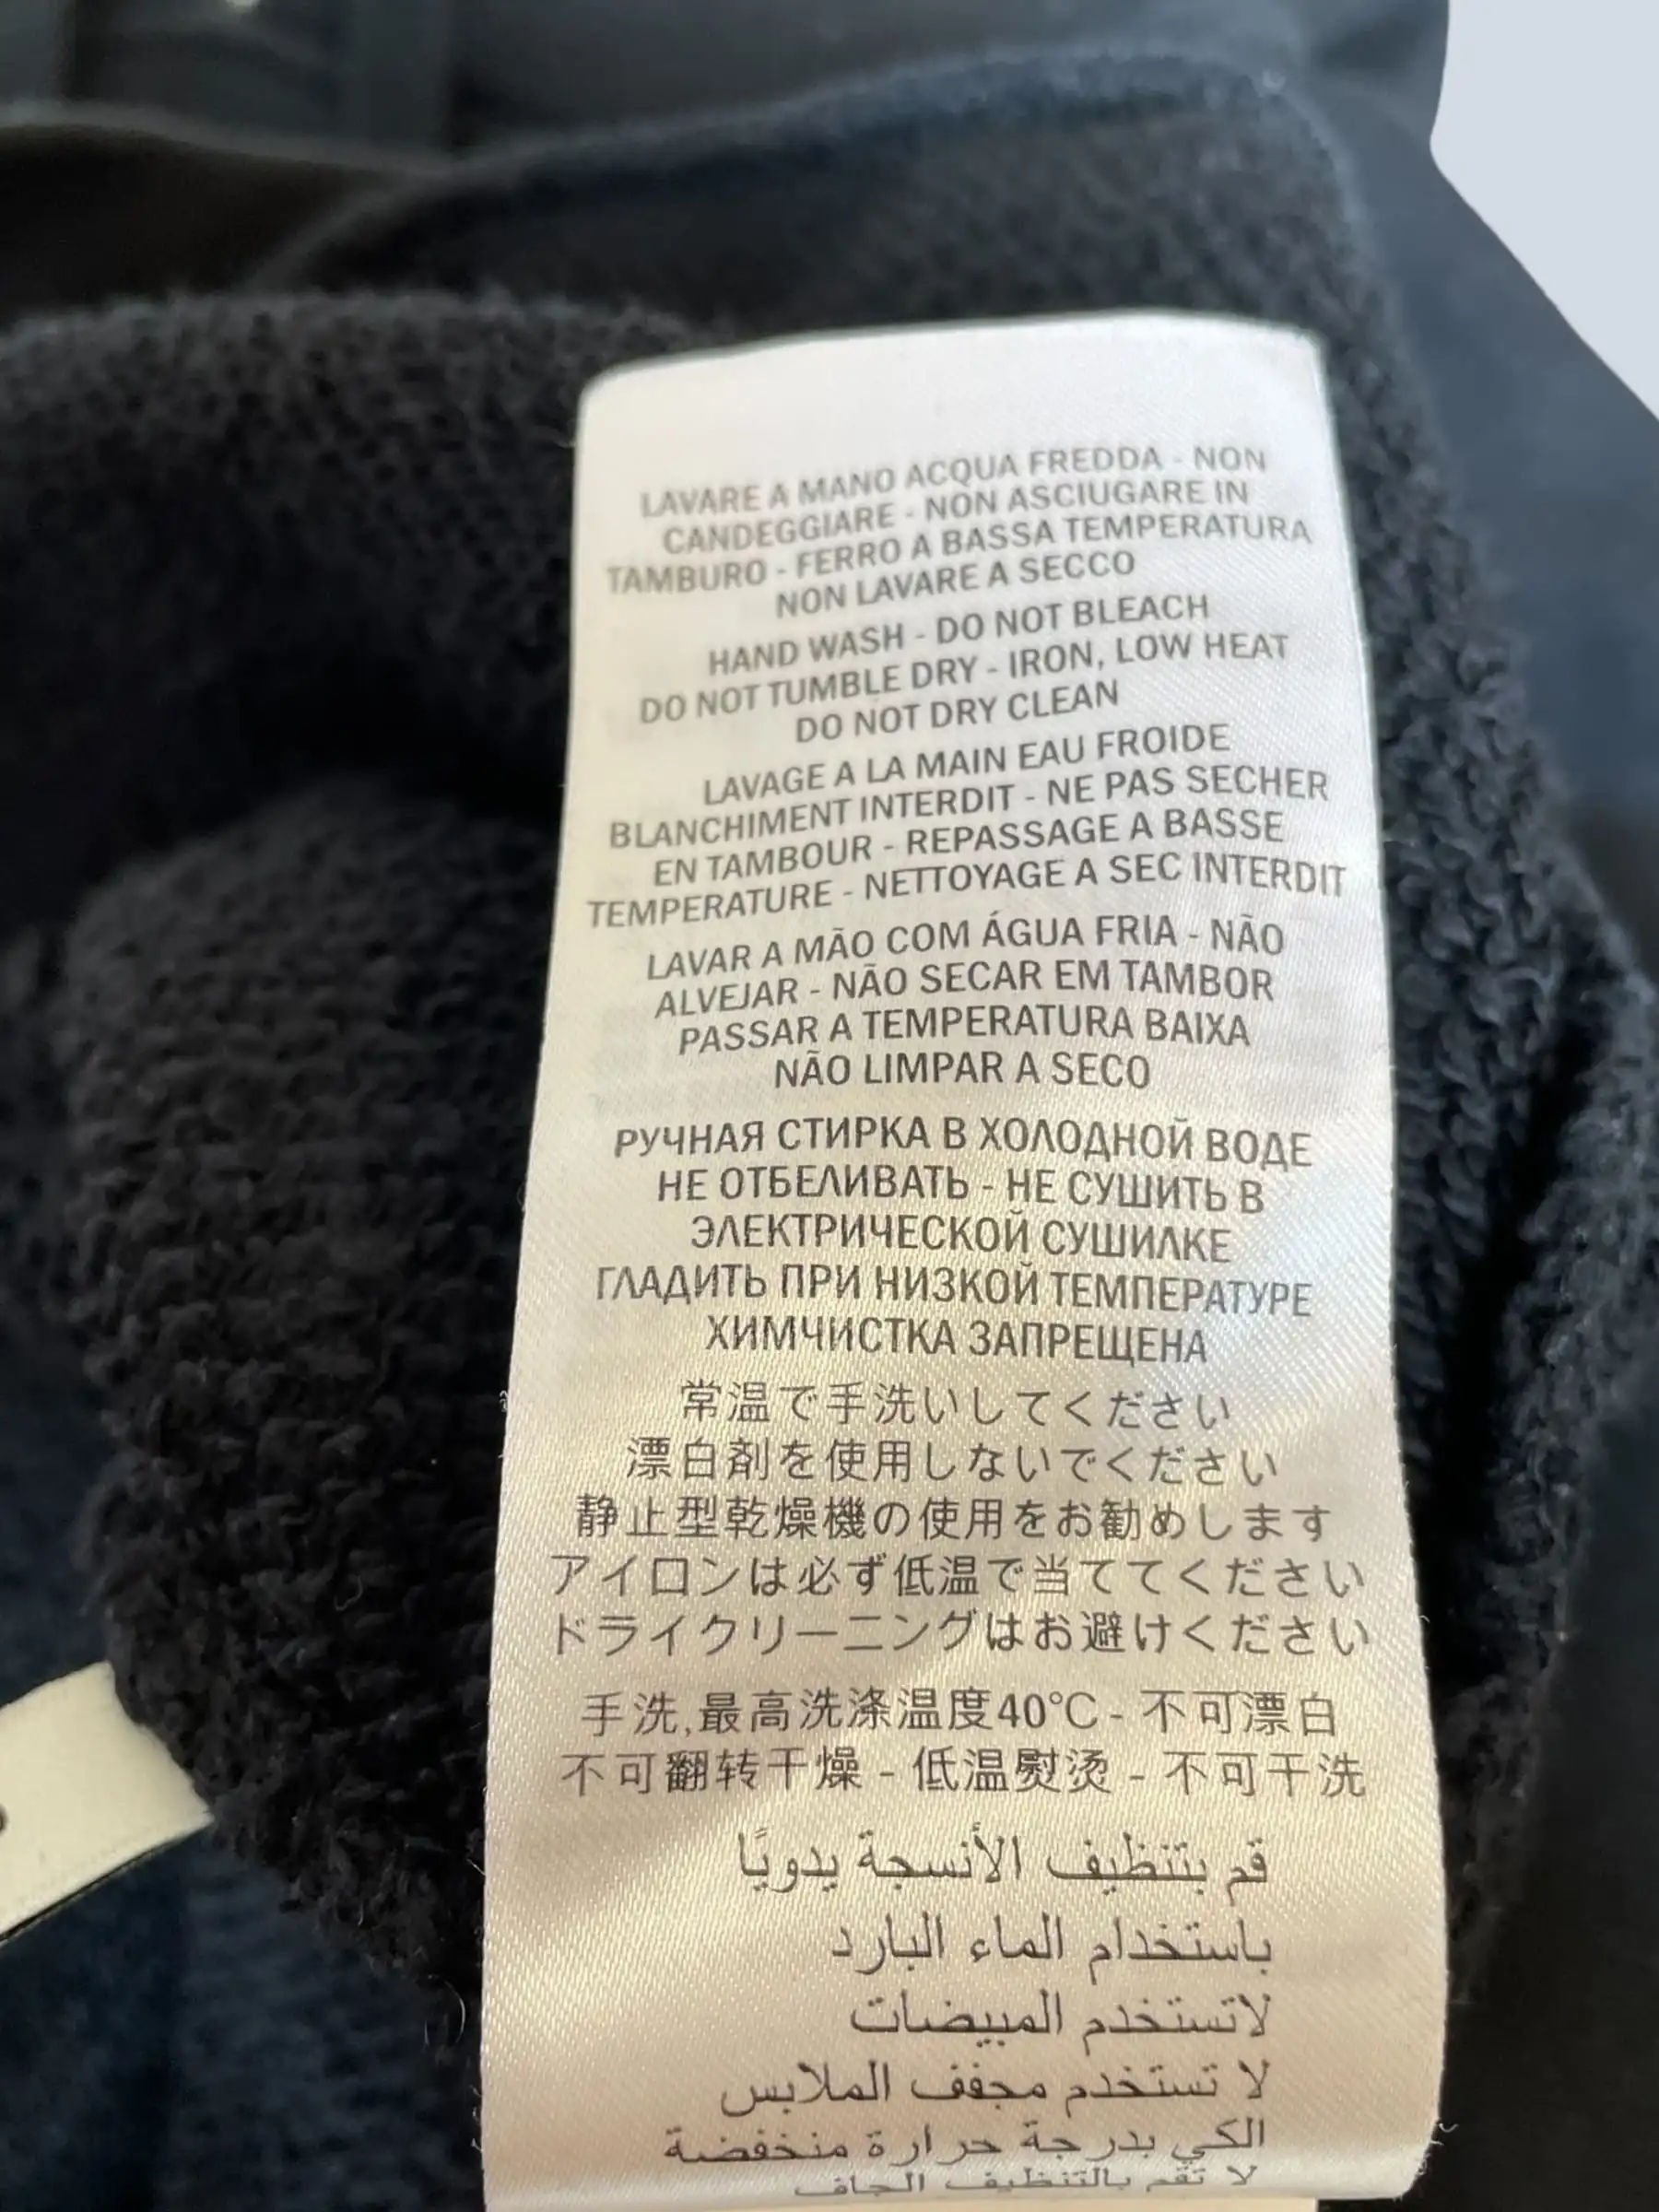 LAVARE A MANO ACQUA FREDDA - NON
CANDEGGIARE - NON ASCIUGARE IN
TAMBURO - FERRO A BASSA TEMPERATURA
NON LAVARE A SECCO
HAND WASH - DO NOT BLEACH
DO NOT TUMBLE DRY - IRON, LOW HEAT
DO NOT DRY CLEAN
LAVAGE A LA MAIN EAU FROIDE
BLANCHIMENT INTERDIT - NE PAS SECHER
EN TAMBOUR - REPASSAGE A BASSE
TEMPERATURE - NETTOYAGE A SEC INTERDIT
LAVAR A MÃO COM ÁGUA FRIA - NÃO
ALVEJAR - NÃO SECAR EM TAMBOR
PASSAR A TEMPERATURA BAIXA
NÃO LIMPAR A SECO
РУЧНАЯ СТИРКА В ХОЛОДНОЙ ВОДЕ
НЕ ОТБЕЛИВАТЬ - НЕ СУШИТЬ В
ЭЛЕКТРИЧЕСКОЙ СУШИЛКЕ
ГЛАДИТЬ ПРИ НИЗКОЙ ТЕМПЕРАТУРЕ
ХИМЧИСТКА ЗАПРЕЩЕНА
常温で手洗いしてください
漂白剤を使用しないでください
静止型乾燥機の使用をお勧めします
アイロンは必ず低温で当ててください
ドライクリーニングはお避けください
手洗,最高洗涤温度40℃- 不可漂白
不可翻转干燥 - 低温熨烫 - 不可干洗
قم بتنظيف الأنسجة يدويًا
باستخدام الماء البارد
لاتستخدم المبيضات
لا تستخدم مجفف الملابس
الكي بدرجة حرارة منخفضة
لا تقم بالتنظيف الجاف